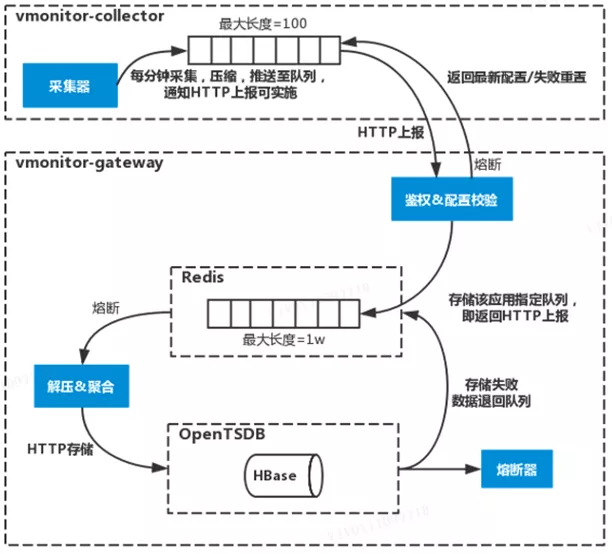 vmonitor-collector
最大长度=100
采集器
每分钟采集，压缩，推送至队列，
通知HTTP上报可实施
返回最新配置/失败重置
HTTP上报
vmonitor-gateway
熔断
鉴权&配置校验
Redis
最大长度=1w
存储该应用指定队列，
即返回HTTP上报
熔断
解压&聚合
存储失败
数据退回队列
HTTP存储
OpenTSDB
HBase
熔断器